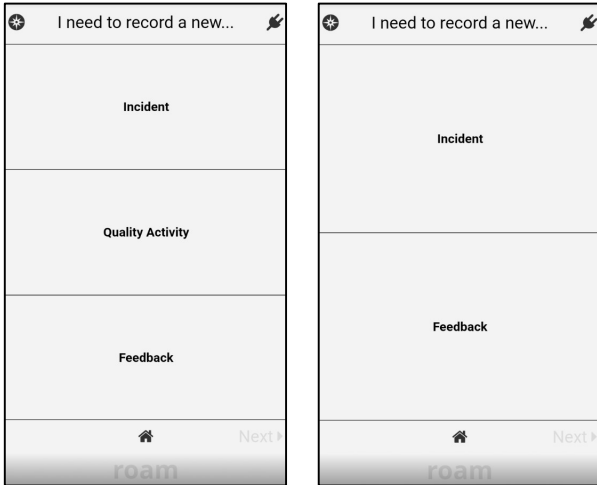 I need to record a new...
Incident
Quality Activity
Feedback
Next
roam
I need to record a new...
Incident
Feedback
Next
roam